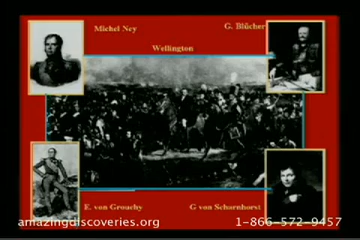 Michel Ney
G. Blücher
Wellington
E. von Grouchy
G von Scharnhorst
amazingdiscoveries.org
1-866-572-9457